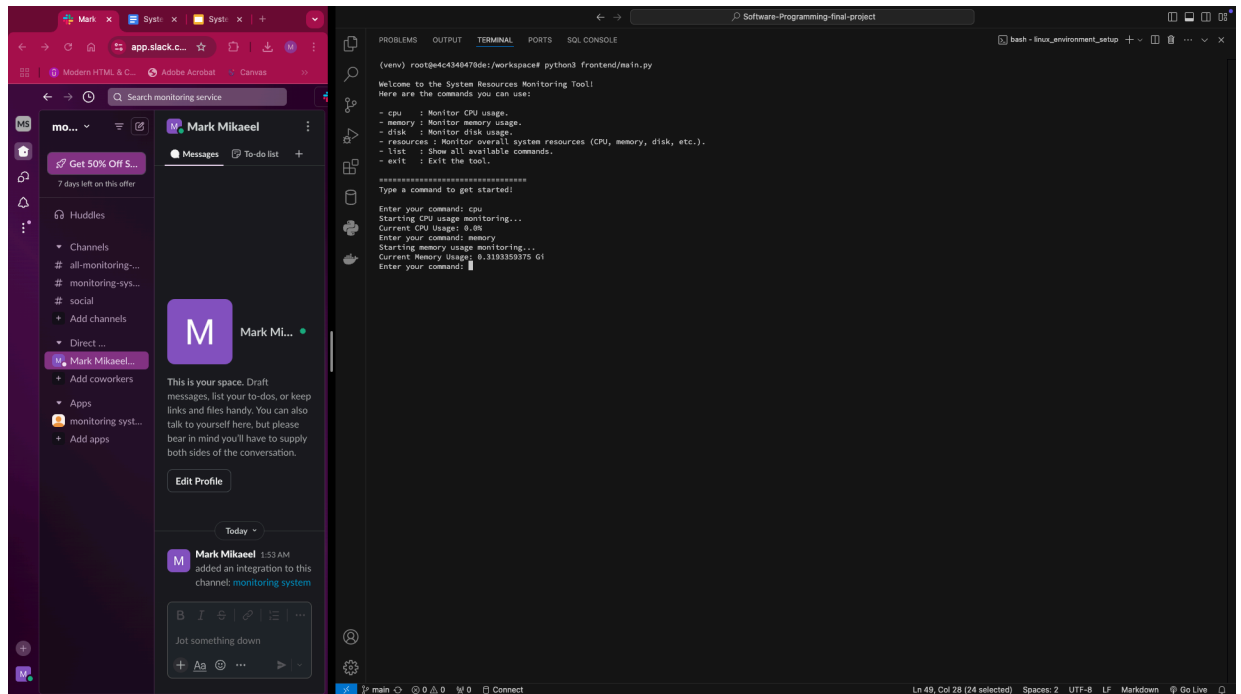 Mark
Syste
Syste
app.slack.c...
M
Modern HTML & C...
Adobe Acrobat
Canvas
Search monitoring service
MS
mo...
Get 50% Off S...
7 days left on this offer
Huddles
Channels
# all-monitoring-...
# monitoring-sys...
# social
+ Add channels
Direct ...
M Mark Mikaeel...
+ Add coworkers
Apps
monitoring syst...
+ Add apps
M
M Mark Mikaeel
Messages
To-do list
M
Mark Mi...
This is your space. Draft
messages, list your to-dos, or keep
links and files handy. You can also
talk to yourself here, but please
bear in mind you'll have to supply
both sides of the conversation.
Edit Profile
Today
M
Mark Mikaeel 1:53 AM
added an integration to this
channel: monitoring system
B I S
Jot something down
Aa
Software-Programming-final-project
PROBLEMS OUTPUT TERMINAL PORTS SQL CONSOLE
bash - linux_environment_setup
(venv) root@e4c4340470de:/workspace# python3 frontend/main.py
Welcome to the System Resources Monitoring Tool!
Here are the commands you can use:
- cpu : Monitor CPU usage.
- memory : Monitor memory usage.
- disk : Monitor disk usage.
- resources : Monitor overall system resources (CPU, memory, disk, etc.).
- list : Show all available commands.
- exit : Exit the tool.
================================
Type a command to get started!
Enter your command: cpu
Starting CPU usage monitoring...
Current CPU Usage: 0.0%
Enter your command: memory
Starting memory usage monitoring...
Current Memory Usage: 0.3193359375 Gi
Enter your command:
main 0 0 0 Connect
Ln 49, Col 28 (24 selected) Spaces: 2 UTF-8 LF Markdown Go Live